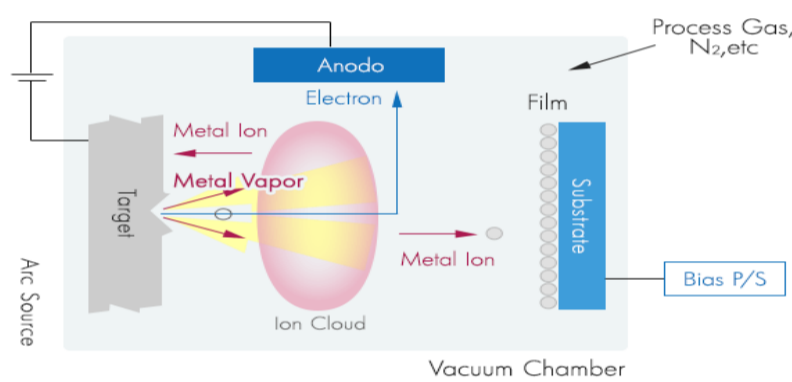 Process Gas,
N₂,etc
Anodo
Electron
Film
Metal Ion
Metal Vapor
Target
Substrate
Metal Ion
Bias P/S
Arc Source
Ion Cloud
Vacuum Chamber